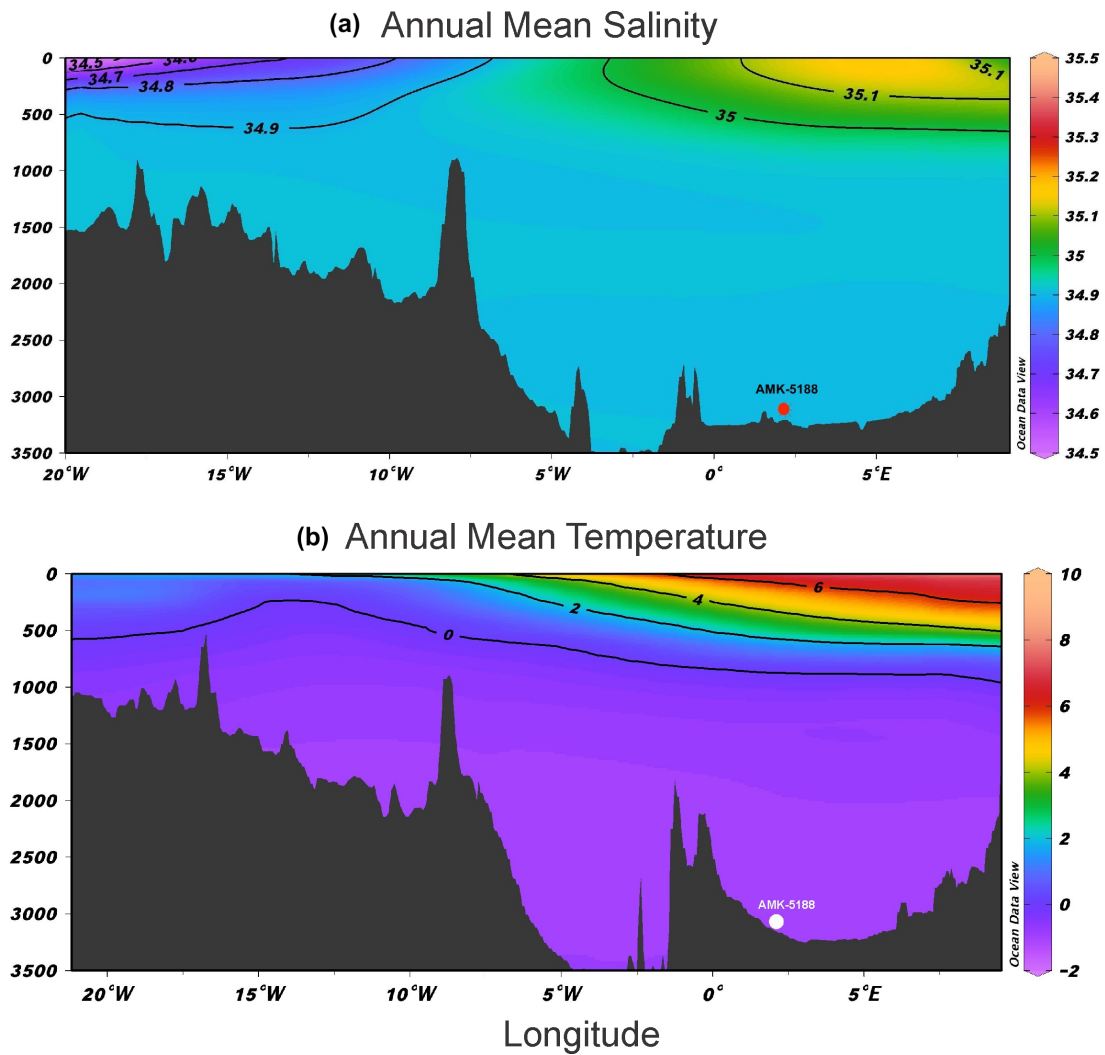 (a) Annual Mean Salinity
0
500
1000
1500
2000
2500
3000
3500
34.5
34.6
34.7
34.8
34.9
35
35.1
35.1
AMK-5188
20°W
15°W
10°W
5°W
0°
5°E
Ocean Data View
35.5
35.4
35.3
35.2
35.1
35
34.9
34.8
34.7
34.6
34.5
(b) Annual Mean Temperature
0
500
1000
1500
2000
2500
3000
3500
0
2
4
6
AMK-5188
20°W
15°W
10°W
5°W
0°
5°E
Ocean Data View
10
8
6
4
2
0
−2
Longitude